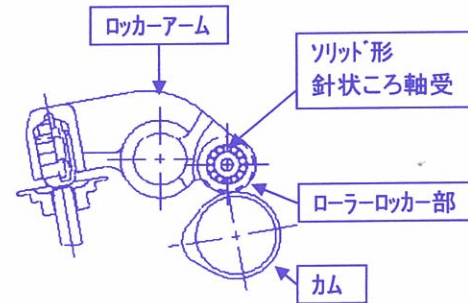 ロッカーアーム
ソリッド形
針状ころ軸受
ローラーロッカー部
カム